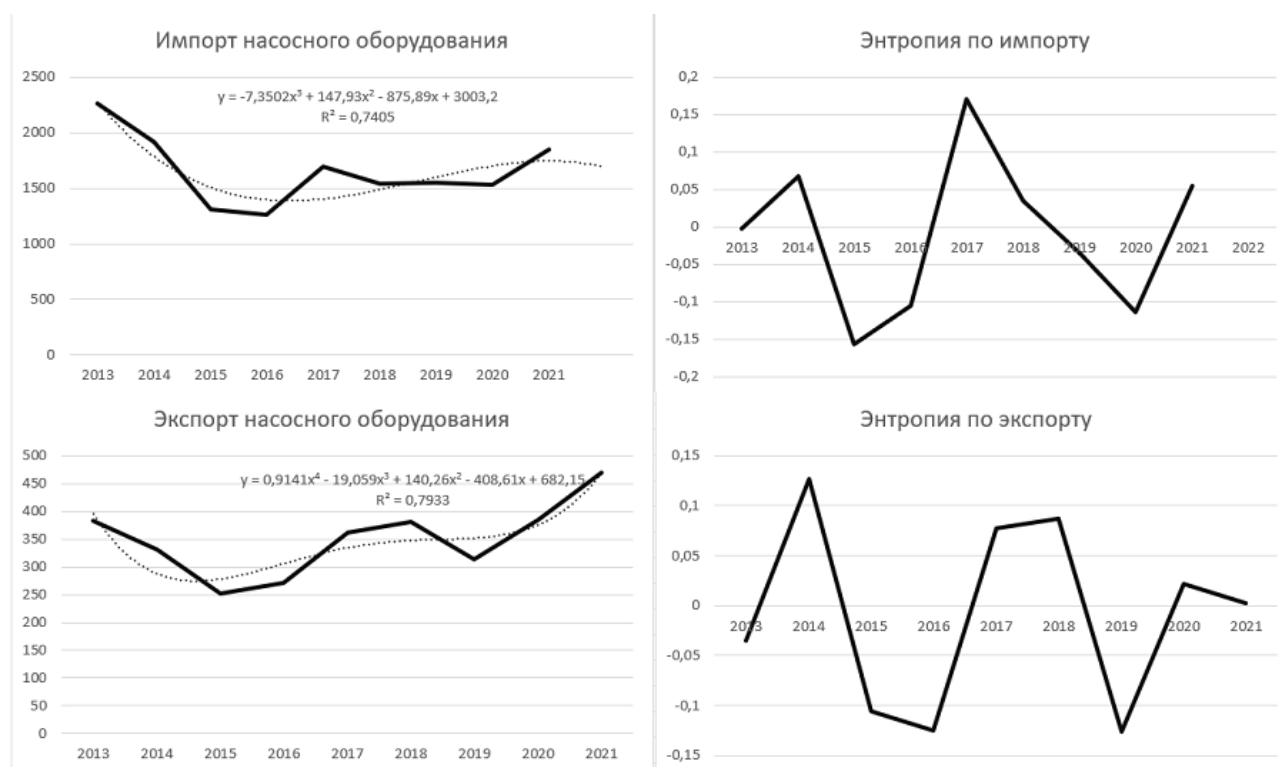 Импорт насосного оборудования
2500
2000
1500
1000
500
0
y = -7,3502x³ + 147,93x² - 875,89x + 3003,2
R² = 0,7405
2013 2014 2015 2016 2017 2018 2019 2020 2021
Энтропия по импорту
0,2
0,15
0,1
0,05
0
-0,05
-0,1
-0,15
-0,2
2013 2014 2015 2016 2017 2018 2019 2020 2021 2022
Экспорт насосного оборудования
500
450
400
350
300
250
200
150
100
50
0
y = 0,9141x⁴ - 19,059x³ + 140,26x² - 408,61x + 682,15
R² = 0,7933
2013 2014 2015 2016 2017 2018 2019 2020 2021
Энтропия по экспорту
0,15
0,1
0,05
0
-0,05
-0,1
-0,15
2013 2014 2015 2016 2017 2018 2019 2020 2021